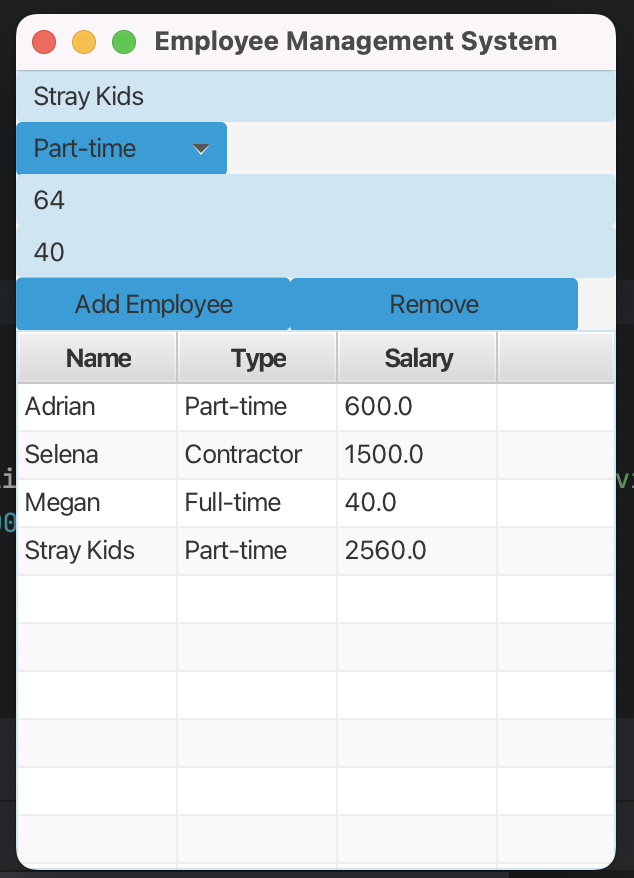 Employee Management System
Stray Kids
Part-time
64
40
Add Employee Remove
Name Type Salary
Adrian Part-time 600.0
Selena Contractor 1500.0
Megan Full-time 40.0
Stray Kids Part-time 2560.0